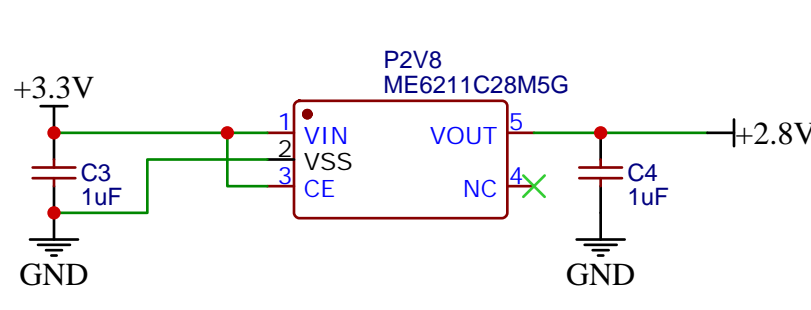 P2V8
ME6211C28M5G
+3.3V
1 VIN VOUT 5
+2.8V
2 VSS
C3
1uF
3 CE NC 4
C4
1uF
GND
GND